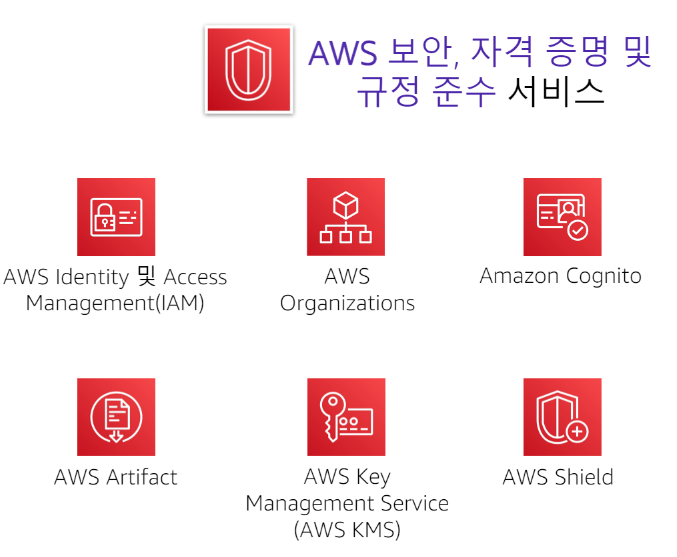 AWS 보안, 자격 증명 및
규정 준수 서비스
AWS Identity 및 Access
Management(IAM)
AWS
Organizations
Amazon Cognito
AWS Artifact
AWS Key
Management Service
(AWS KMS)
AWS Shield